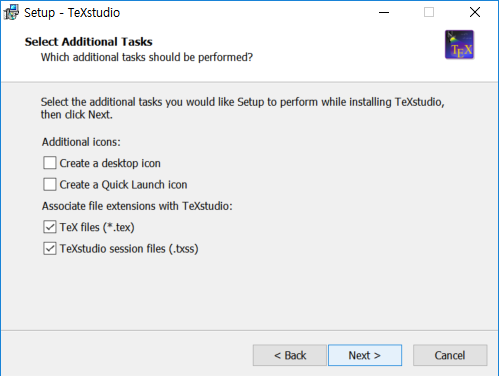 Setup - TeXstudio
Select Additional Tasks
Which additional tasks should be performed?
TEX
Select the additional tasks you would like Setup to perform while installing TeXstudio,
then click Next.
Additional icons:
Create a desktop icon
Create a Quick Launch icon
Associate file extensions with TeXstudio:
TeX files (*.tex)
TeXstudio session files (.txss)
< Back
Next >
Cancel